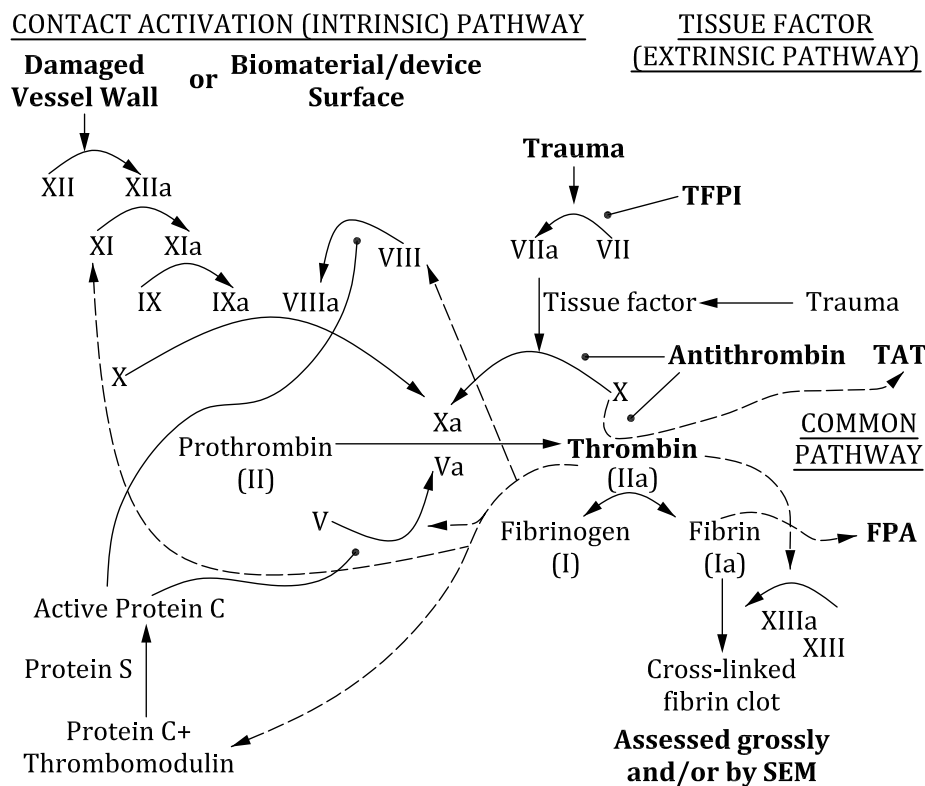 CONTACT ACTIVATION (INTRINSIC) PATHWAY
TISSUE FACTOR
(EXTRINSIC PATHWAY)
Damaged
Vessel Wall
or
Biomaterial/device
Surface
Trauma
TFPI
XII
XIIa
XI
XIa
VIII
VIIa
VII
IX
IXa
VIIIa
Tissue factor
Trauma
Antithrombin
TAT
X
X
Xa
COMMON
PATHWAY
Prothrombin
(II)
Thrombin
(IIa)
Va
V
Fibrinogen
(I)
Fibrin
(Ia)
FPA
Active Protein C
XIIIa
XIII
Protein S
Cross-linked
fibrin clot
Protein C+
Thrombomodulin
Assessed grossly
and/or by SEM